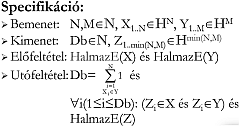 Specifikáció:
➤ Bemenet: N,M∈N, X₁..N∈Hᴺ, Y₁..M∈Hᴹ
➤ Kimenet: Db∈N, Z₁..min(N,M)∈H^min(N,M)
➤ Előfeltétel: HalmazE(X) és HalmazE(Y)
➤ Utófeltétel: Db= N
∑ 1 és
i=1
Xᵢ∈Y
∀i(1≤i≤Db): (Zᵢ∈X és Zᵢ∈Y) és
HalmazE(Z)